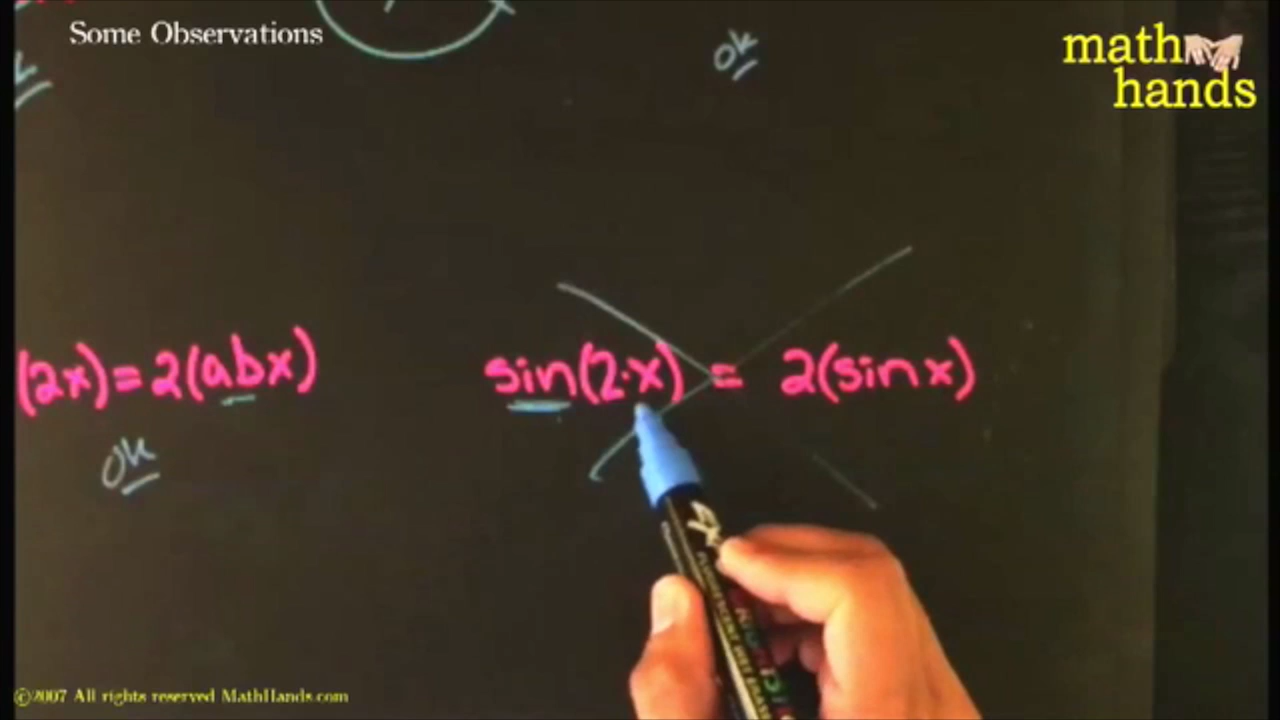 Some Observations
math
hands
ok
(2x) = 2(abx)
ok
sin(2·x) = 2(sin x)
©2007 All rights reserved MathHands.com